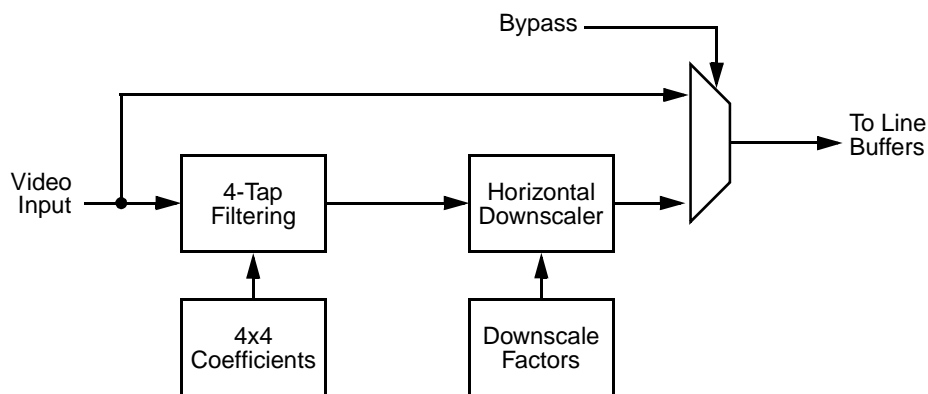 Bypass
To Line
Buffers
Video
Input
4-Tap
Filtering
Horizontal
Downscaler
4x4
Coefficients
Downscale
Factors